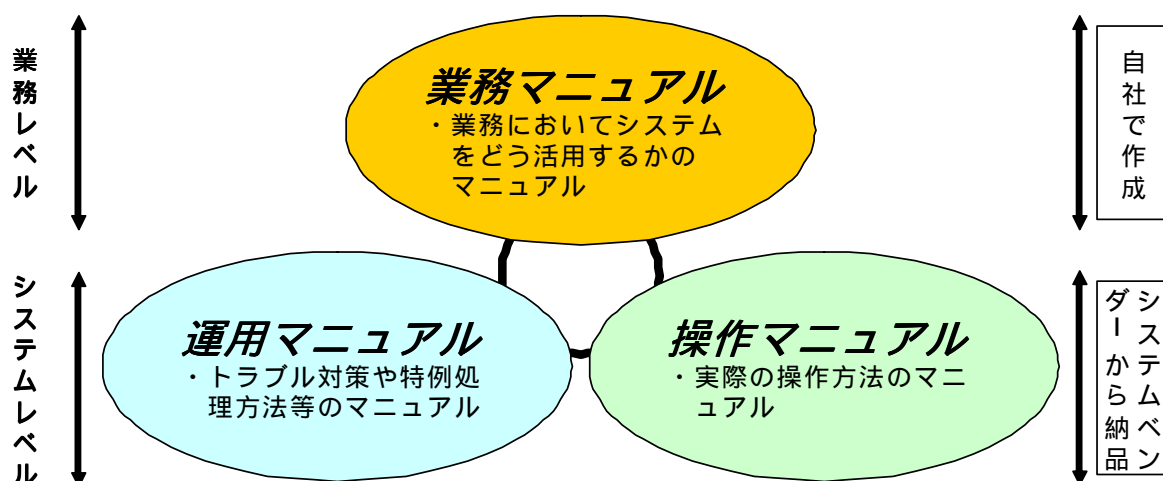 業務レベル
業務マニュアル
・業務においてシステム
をどう活用するかの
マニュアル
自社で作成
システムレベル
運用マニュアル
・トラブル対策や特例処
理方法等のマニュアル
操作マニュアル
・実際の操作方法のマニ
ュアル
システムベン
ダーから納品